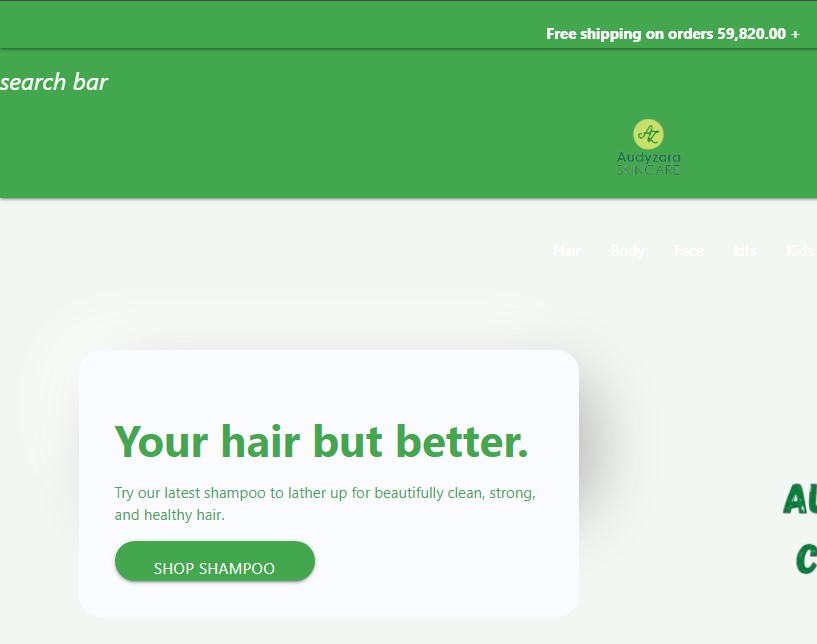 Free shipping on orders 59,820.00 +
search bar
AZ
Audyzara
SKINCARE
Hair Body Face kits Kids
Your hair but better.
Try our latest shampoo to lather up for beautifully clean, strong,
and healthy hair.
SHOP SHAMPOO